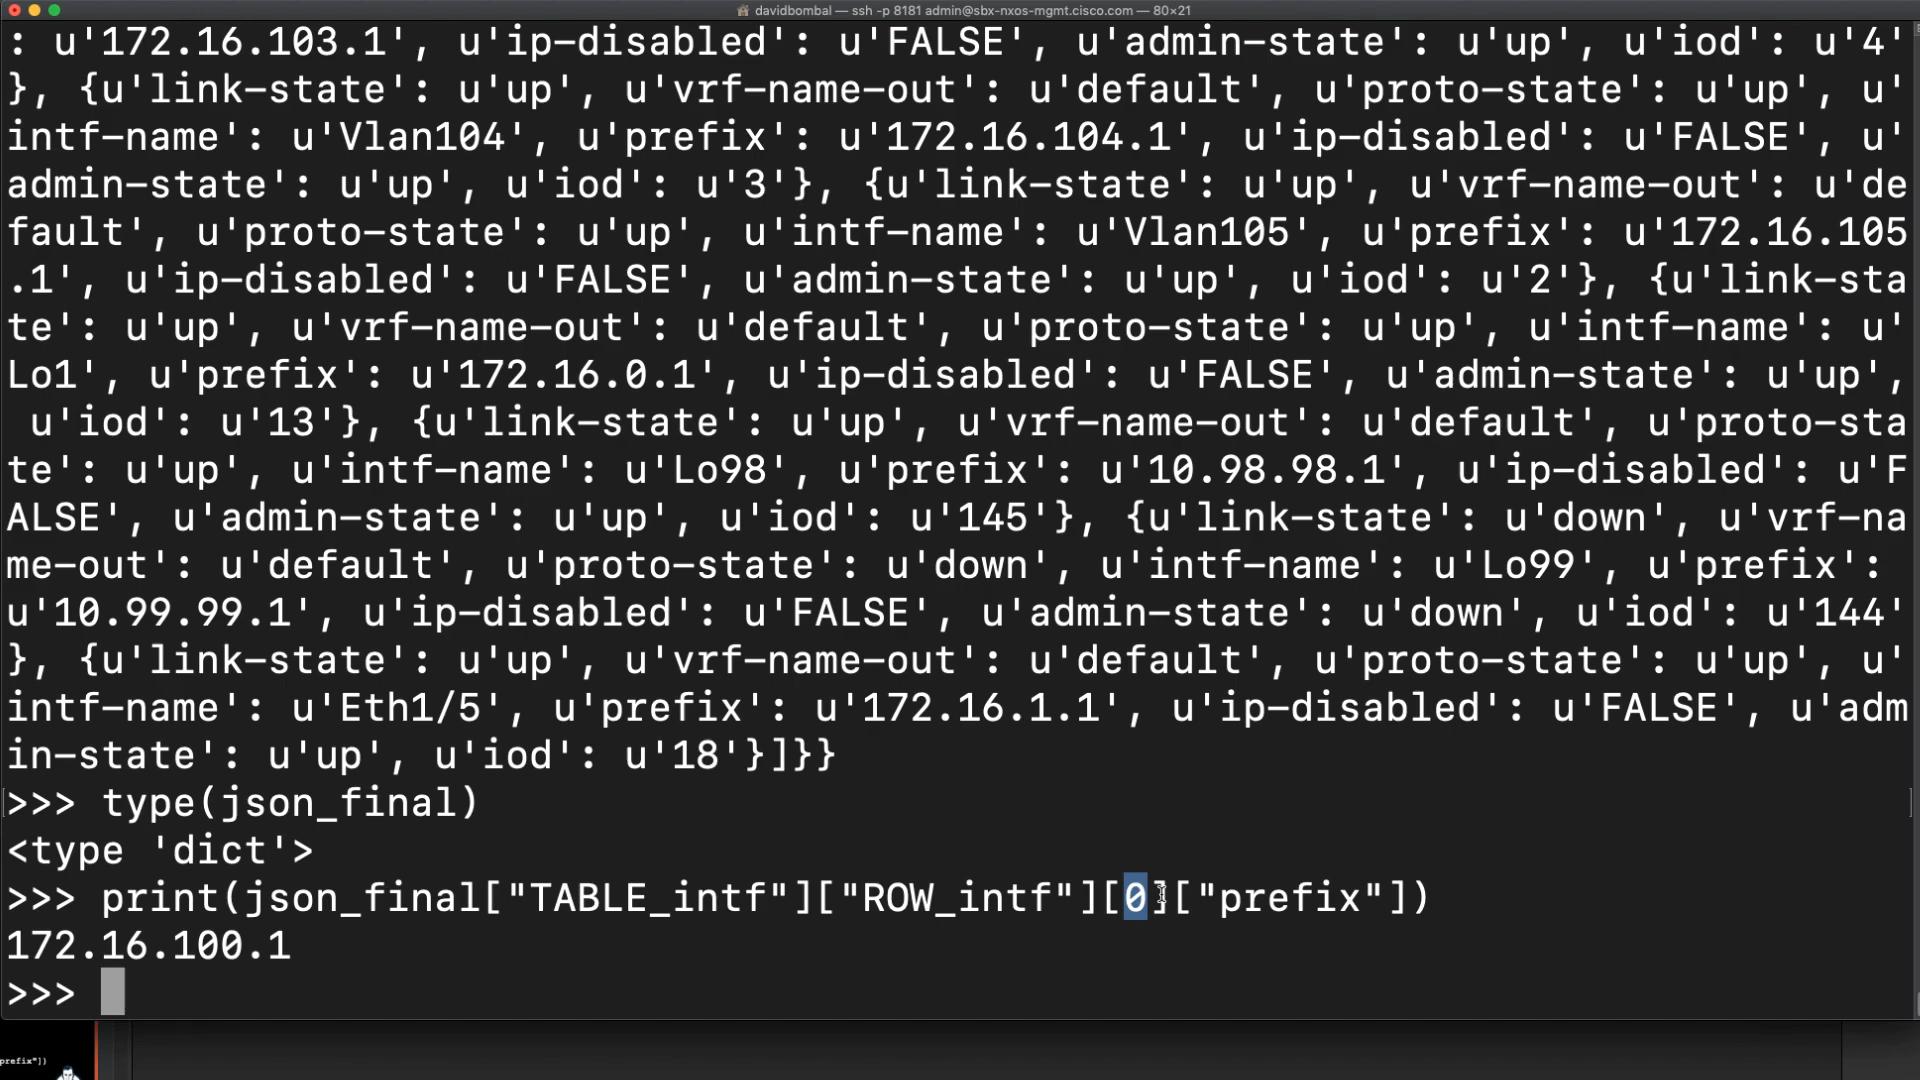 davidbombal — ssh -p 8181 admin@sbx-nxos-mgmt.cisco.com — 80×21
: u'172.16.103.1', u'ip-disabled': u'FALSE', u'admin-state': u'up', u'iod': u'4'
}, {u'link-state': u'up', u'vrf-name-out': u'default', u'proto-state': u'up', u'
intf-name': u'Vlan104', u'prefix': u'172.16.104.1', u'ip-disabled': u'FALSE', u'
admin-state': u'up', u'iod': u'3'}, {u'link-state': u'up', u'vrf-name-out': u'de
fault', u'proto-state': u'up', u'intf-name': u'Vlan105', u'prefix': u'172.16.105
.1', u'ip-disabled': u'FALSE', u'admin-state': u'up', u'iod': u'2'}, {u'link-sta
te': u'up', u'vrf-name-out': u'default', u'proto-state': u'up', u'intf-name': u'
Lo1', u'prefix': u'172.16.0.1', u'ip-disabled': u'FALSE', u'admin-state': u'up',
 u'iod': u'13'}, {u'link-state': u'up', u'vrf-name-out': u'default', u'proto-sta
te': u'up', u'intf-name': u'Lo98', u'prefix': u'10.98.98.1', u'ip-disabled': u'F
ALSE', u'admin-state': u'up', u'iod': u'145'}, {u'link-state': u'down', u'vrf-na
me-out': u'default', u'proto-state': u'down', u'intf-name': u'Lo99', u'prefix':
u'10.99.99.1', u'ip-disabled': u'FALSE', u'admin-state': u'down', u'iod': u'144'
}, {u'link-state': u'up', u'vrf-name-out': u'default', u'proto-state': u'up', u'
intf-name': u'Eth1/5', u'prefix': u'172.16.1.1', u'ip-disabled': u'FALSE', u'adm
in-state': u'up', u'iod': u'18'}]}}
>>> type(json_final)
<type 'dict'>
>>> print(json_final["TABLE_intf"]["ROW_intf"][0]["prefix"])
172.16.100.1
>>>
prefix"])